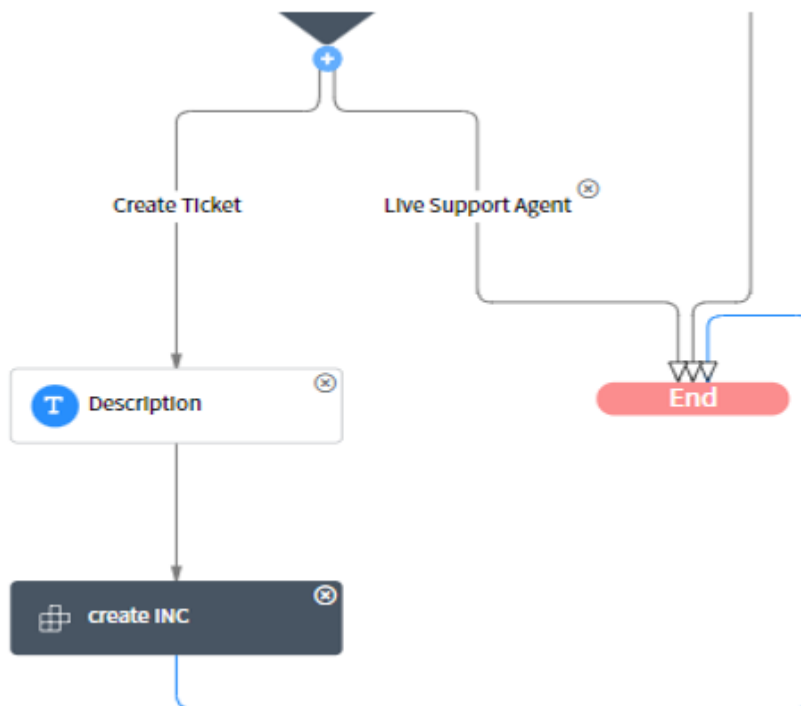 Create Ticket
Live Support Agent
T
Description
End
create INC